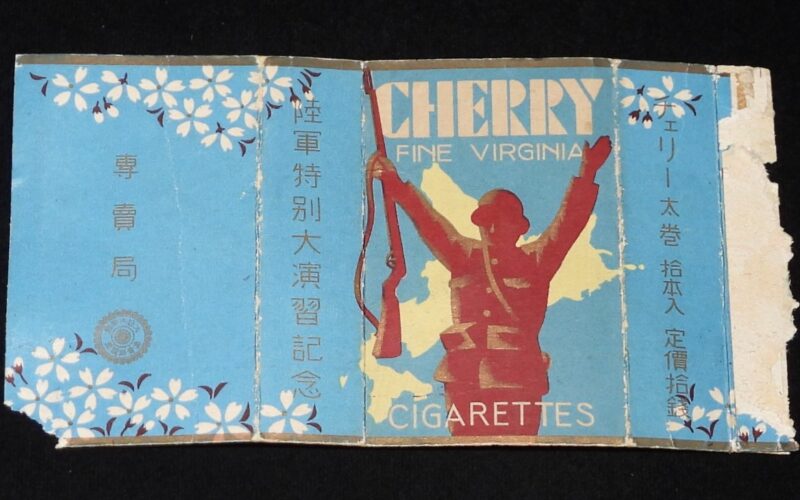 CHERRY
FINE VIRGINIA
CIGARETTES
陸軍特別大演習記念
專賣局
チェリー太巻 拾本入 定價拾錢